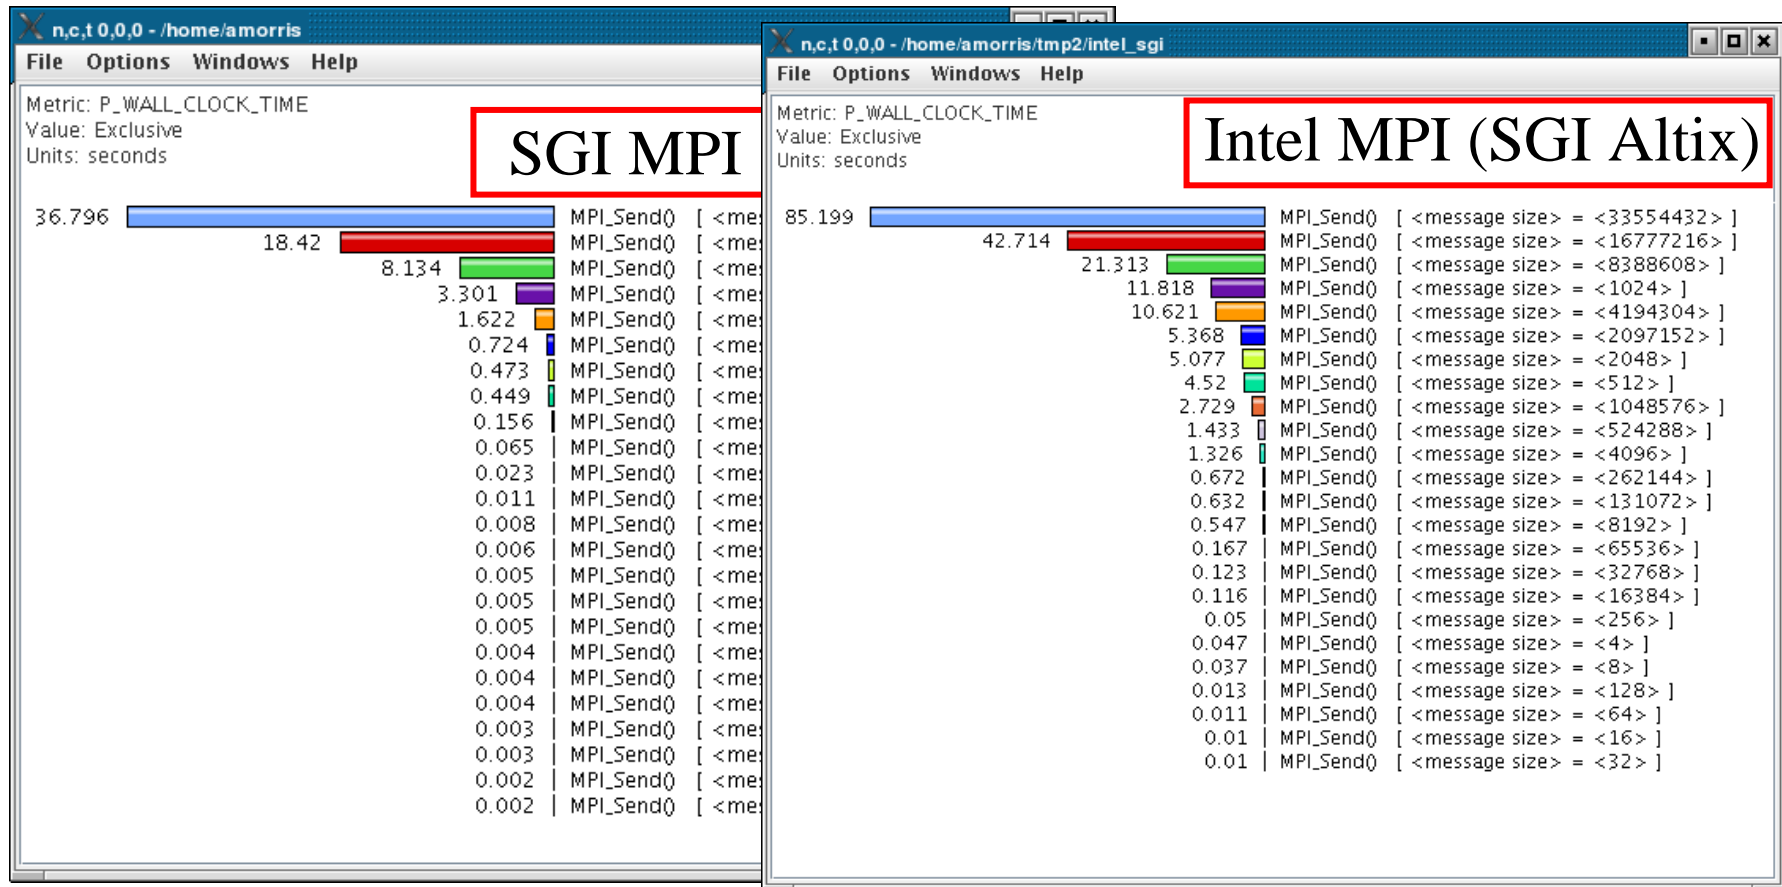 n,c,t 0,0,0 - /home/amorris
File Options Windows Help
Metric: P_WALL_CLOCK_TIME
Value: Exclusive
Units: seconds
SGI MPI
36.796 MPI_Send() [ <me
18.42 MPI_Send() [ <me
8.134 MPI_Send() [ <me
3.301 MPI_Send() [ <me
1.622 MPI_Send() [ <me
0.724 MPI_Send() [ <me
0.473 MPI_Send() [ <me
0.449 MPI_Send() [ <me
0.156 MPI_Send() [ <me
0.065 MPI_Send() [ <me
0.023 MPI_Send() [ <me
0.011 MPI_Send() [ <me
0.008 MPI_Send() [ <me
0.006 MPI_Send() [ <me
0.005 MPI_Send() [ <me
0.005 MPI_Send() [ <me
0.005 MPI_Send() [ <me
0.004 MPI_Send() [ <me
0.004 MPI_Send() [ <me
0.004 MPI_Send() [ <me
0.003 MPI_Send() [ <me
0.003 MPI_Send() [ <me
0.002 MPI_Send() [ <me
0.002 MPI_Send() [ <me
n,c,t 0,0,0 - /home/amorris/tmp2/intel_sgi
File Options Windows Help
Metric: P_WALL_CLOCK_TIME
Value: Exclusive
Units: seconds
Intel MPI (SGI Altix)
85.199 MPI_Send() [ <message size> = <33554432> ]
42.714 MPI_Send() [ <message size> = <16777216> ]
21.313 MPI_Send() [ <message size> = <8388608> ]
11.818 MPI_Send() [ <message size> = <1024> ]
10.621 MPI_Send() [ <message size> = <4194304> ]
5.368 MPI_Send() [ <message size> = <2097152> ]
5.077 MPI_Send() [ <message size> = <2048> ]
4.52 MPI_Send() [ <message size> = <512> ]
2.729 MPI_Send() [ <message size> = <1048576> ]
1.433 MPI_Send() [ <message size> = <524288> ]
1.326 MPI_Send() [ <message size> = <4096> ]
0.672 MPI_Send() [ <message size> = <262144> ]
0.632 MPI_Send() [ <message size> = <131072> ]
0.547 MPI_Send() [ <message size> = <8192> ]
0.167 MPI_Send() [ <message size> = <65536> ]
0.123 MPI_Send() [ <message size> = <32768> ]
0.116 MPI_Send() [ <message size> = <16384> ]
0.05 MPI_Send() [ <message size> = <256> ]
0.047 MPI_Send() [ <message size> = <4> ]
0.037 MPI_Send() [ <message size> = <8> ]
0.013 MPI_Send() [ <message size> = <128> ]
0.011 MPI_Send() [ <message size> = <64> ]
0.01 MPI_Send() [ <message size> = <16> ]
0.01 MPI_Send() [ <message size> = <32> ]